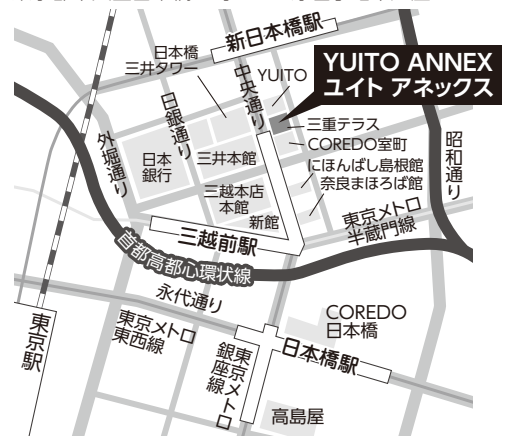 新日本橋駅
YUITO ANNEX
ユイト アネックス
日本橋
三井タワー
中央通り
YUITO
日銀通り
外堀通り
三重テラス
COREDO室町
にほんばし島根館
奈良まほろば館
昭和通り
日本
銀行
三井本館
三越本店
本館
新館
三越前駅
東京メトロ
半蔵門線
首都高都心環状線
永代通り
東京メトロ
東西線
東京駅
COREDO
日本橋
日本橋駅
東京メトロ
銀座線
高島屋